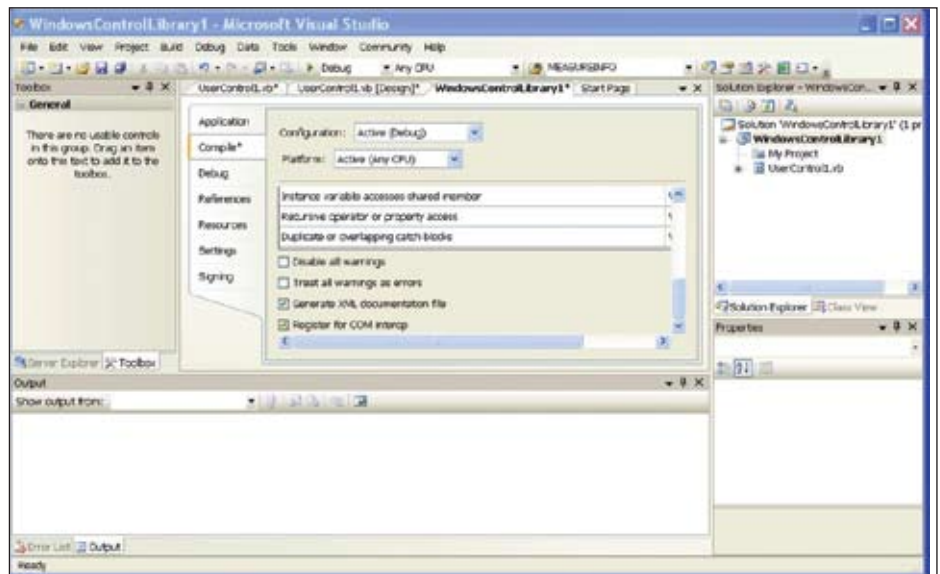 WindowsControlLibrary1 - Microsoft Visual Studio
File Edit View Project Build Debug Data Tools Window Community Help
Debug Any CPU MEASUREINFO
Toolbox
General
There are no usable controls
in this group. Drag an item
onto this text to add it to the
toolbox.
Server Explorer Toolbox
UserControl1.vb* UserControl1.vb [Design]* WindowsControlLibrary1* Start Page
Application
Compile*
Debug
References
Resources
Settings
Signing
Configuration: Active (Debug)
Platform: Active (Any CPU)
Instance variable accesses shared member
Recursive operator or property access
Duplicate or overlapping catch blocks
Disable all warnings
Treat all warnings as errors
Generate XML documentation file
Register for COM interop
Solution Explorer - WindowsCon...
Solution 'WindowsControlLibrary1' (1 pr
WindowsControlLibrary1
My Project
UserControl1.vb
Solution Explorer Class View
Properties
Output
Show output from:
Error List Output
Ready